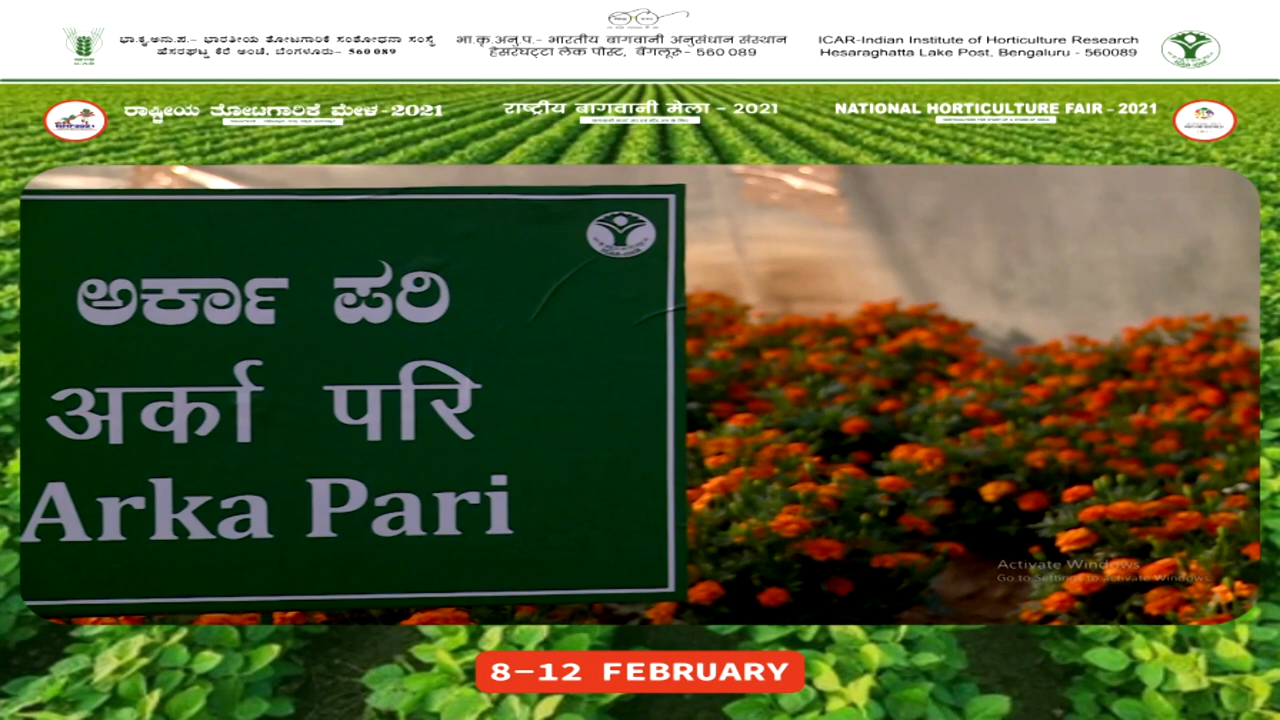 ಭಾ.ಕೃ.ಅನು.ಪ.- ಭಾರತೀಯ ತೋಟಗಾರಿಕೆ ಸಂಶೋಧನಾ ಸಂಸ್ಥೆ
ಹೆಸರಘಟ್ಟ ಕೆರೆ ಅಂಚೆ, ಬೆಂಗಳೂರು- 560 089
भा.कृ.अनु.प.- भारतीय बागवानी अनुसंधान संस्थान
हेसरघट्टा लेक पोस्ट, बेंगलूरु- 560 089
ICAR-Indian Institute of Horticulture Research
Hesaraghatta Lake Post, Bengaluru - 560089
ರಾಷ್ಟ್ರೀಯ ತೋಟಗಾರಿಕೆ ಮೇಳ -2021
राष्ट्रीय बागवानी मेला - 2021
NATIONAL HORTICULTURE FAIR - 2021
ಅರ್ಕಾ ಪರಿ
अर्का परि
Arka Pari
Activate Windows
Go to Settings to activate Windows.
8-12 FEBRUARY